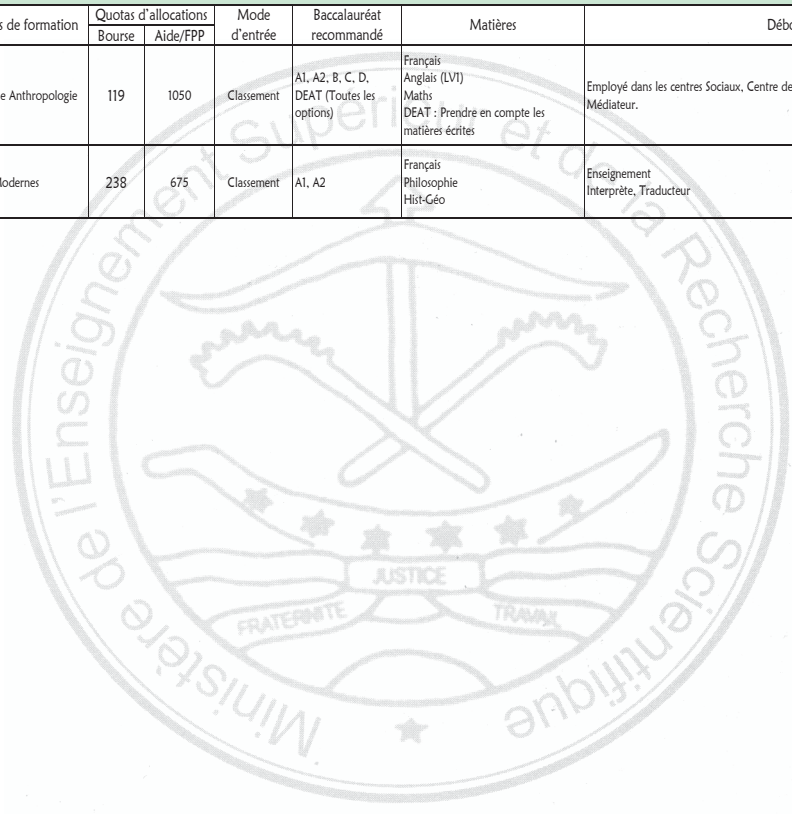 s de formation
Quotas d'allocations
Bourse
Aide/FPP
Mode
d'entrée
Baccalauréat
recommandé
Matières
Débo
e Anthropologie
119
1050
Classement
A1, A2, B, C, D,
DEAT (Toutes les
options)
Français
Anglais (LV1)
Maths
DEAT : Prendre en compte les
matières écrites
Employé dans les centres Sociaux, Centre de
Médiateur.
Modernes
238
675
Classement
A1, A2
Français
Philosophie
Hist-Géo
Enseignement
Interprète, Traducteur
Ministère de l'Enseignement Supérieur et de la Recherche Scientifique
JUSTICE
FRATERNITE
TRAVAIL